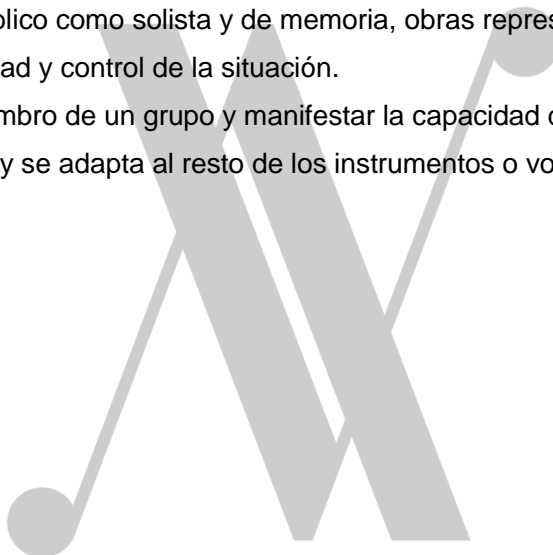 olico como solista y de memoria, obras repres
ad y control de la situación.
mbro de un grupo y manifestar la capacidad
y se adapta al resto de los instrumentos o vo